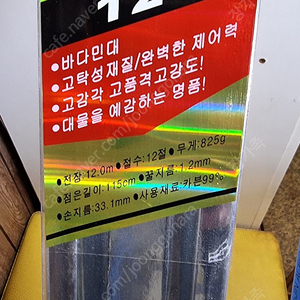 12
•바다민대
•고탁성재질/완벽한 제어력
•고감각 고품격고강도!
•대물을 예감하는 명품!
•전장:12.0m •절수:12절 •무게:825g
•접은길이:115cm •꿀지름:1.2mm
•손지름:33.1mm •사용재료:카본99%